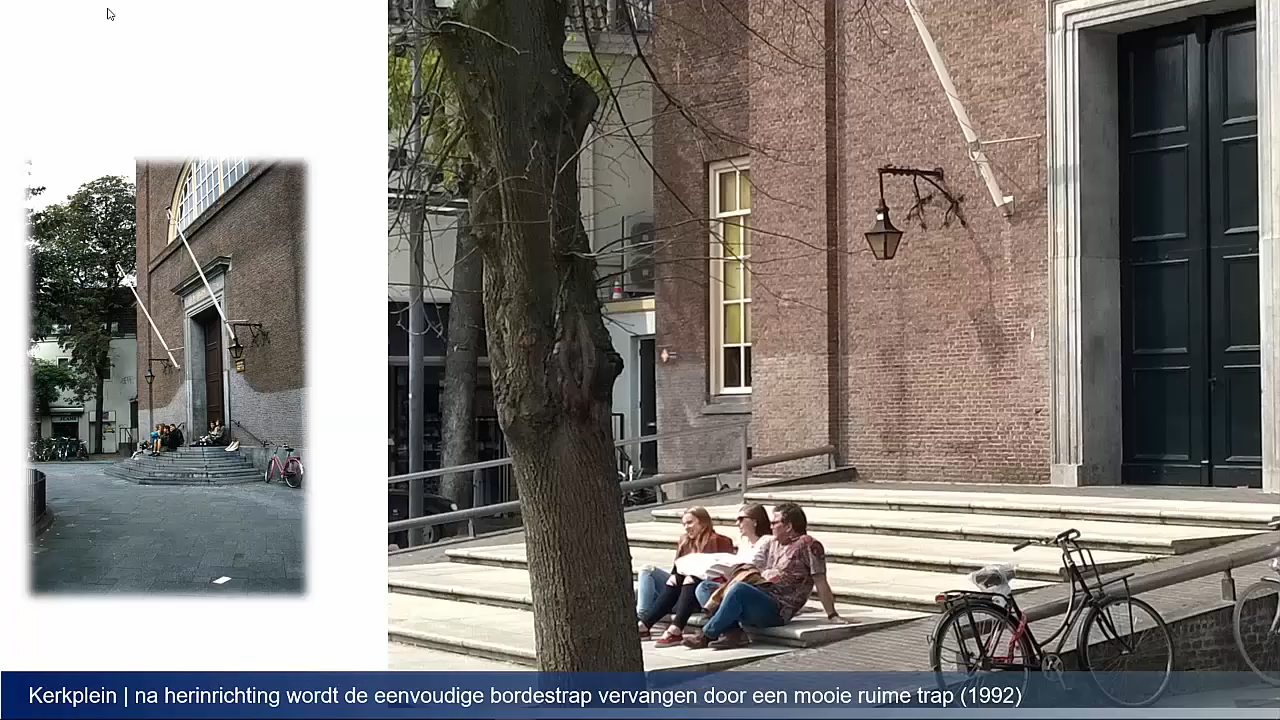 Kerkplein | na herinrichting wordt de eenvoudige bordestrap vervangen door een mooie ruime trap (1992)